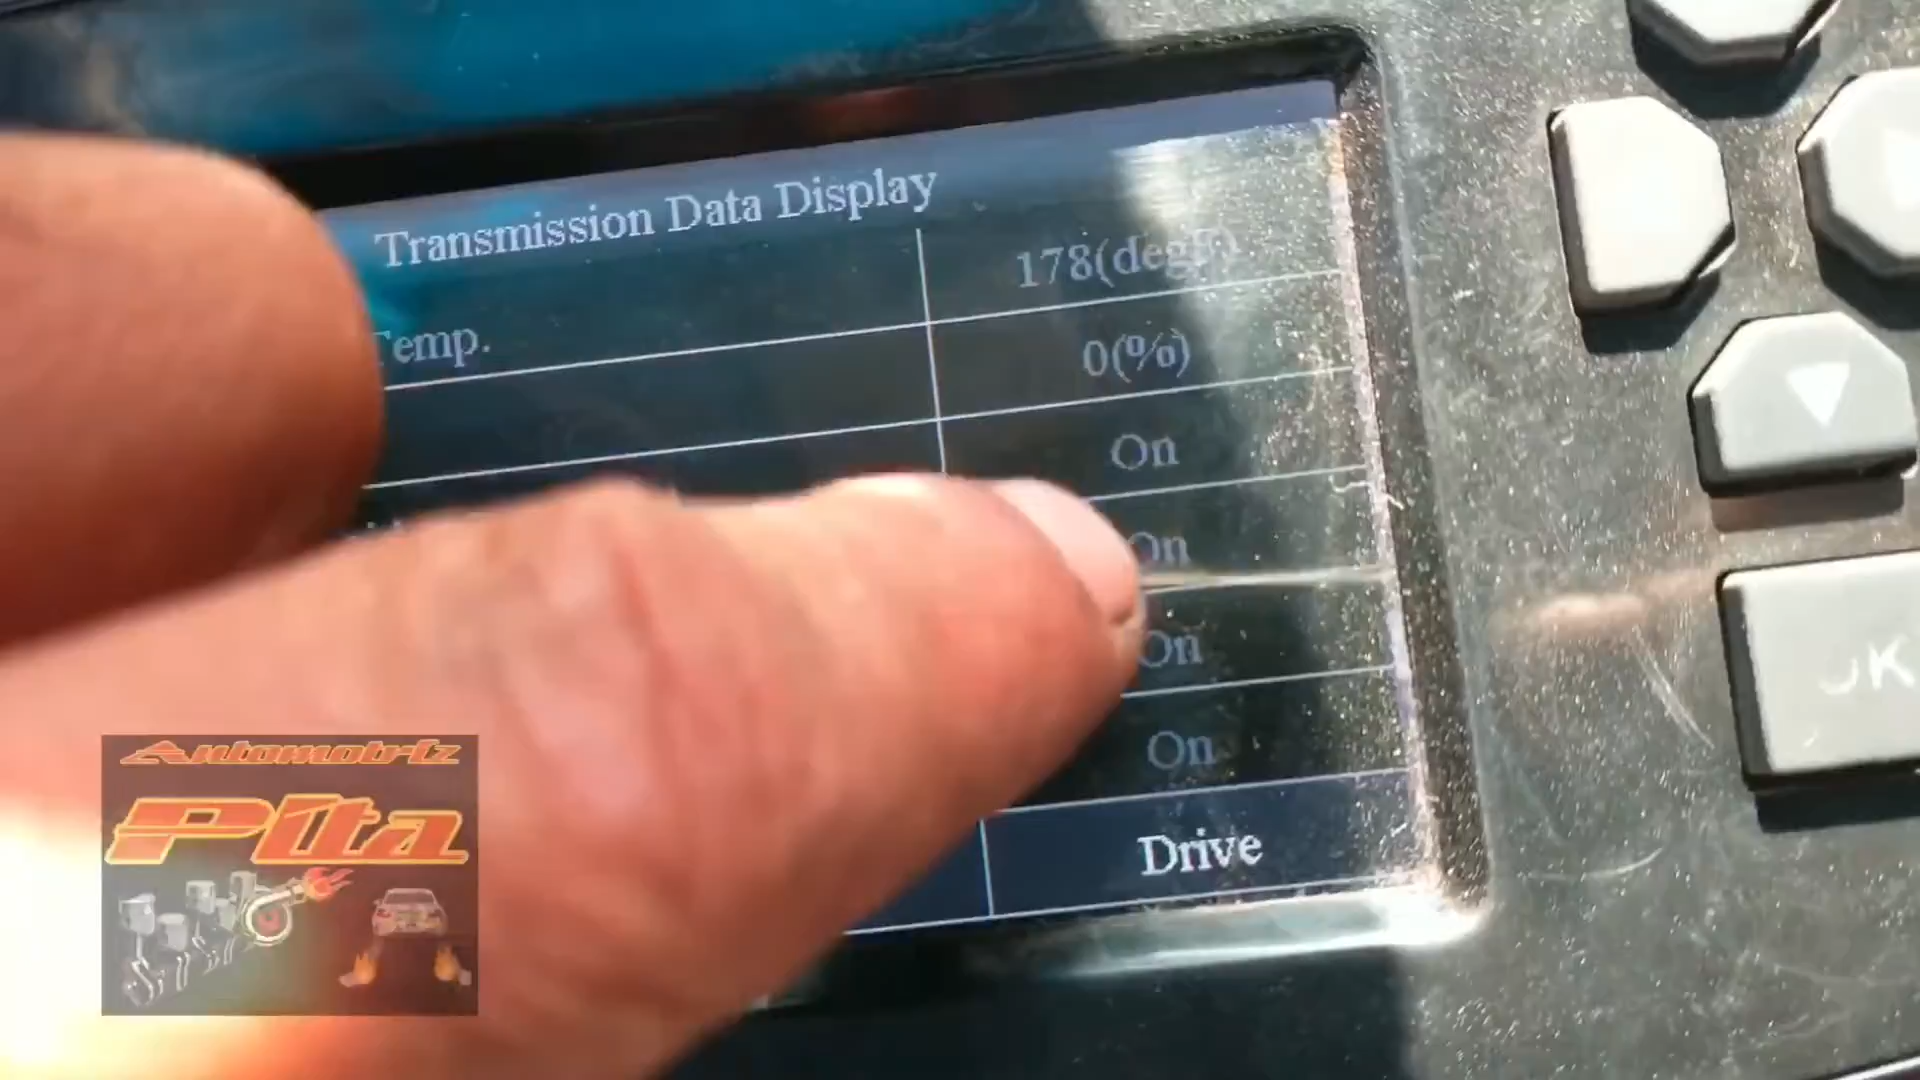 Transmission Data Display
178(degF)
Temp.
0(%)
On
On
On
On
Drive
OK
Automotriz
Pita